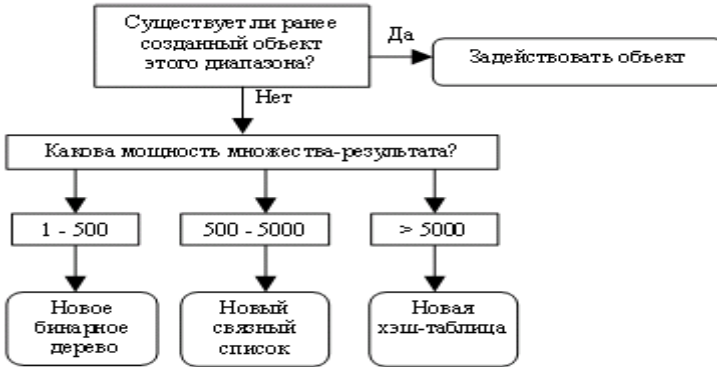 Существует ли ранее
созданный объект
этого диапазона?
Да
Задействовать объект
Нет
Какова мощность множества-результата?
1 - 500
500 - 5000
> 5000
Новое
бинарное
дерево
Новый
связный
список
Новая
хэш-таблица